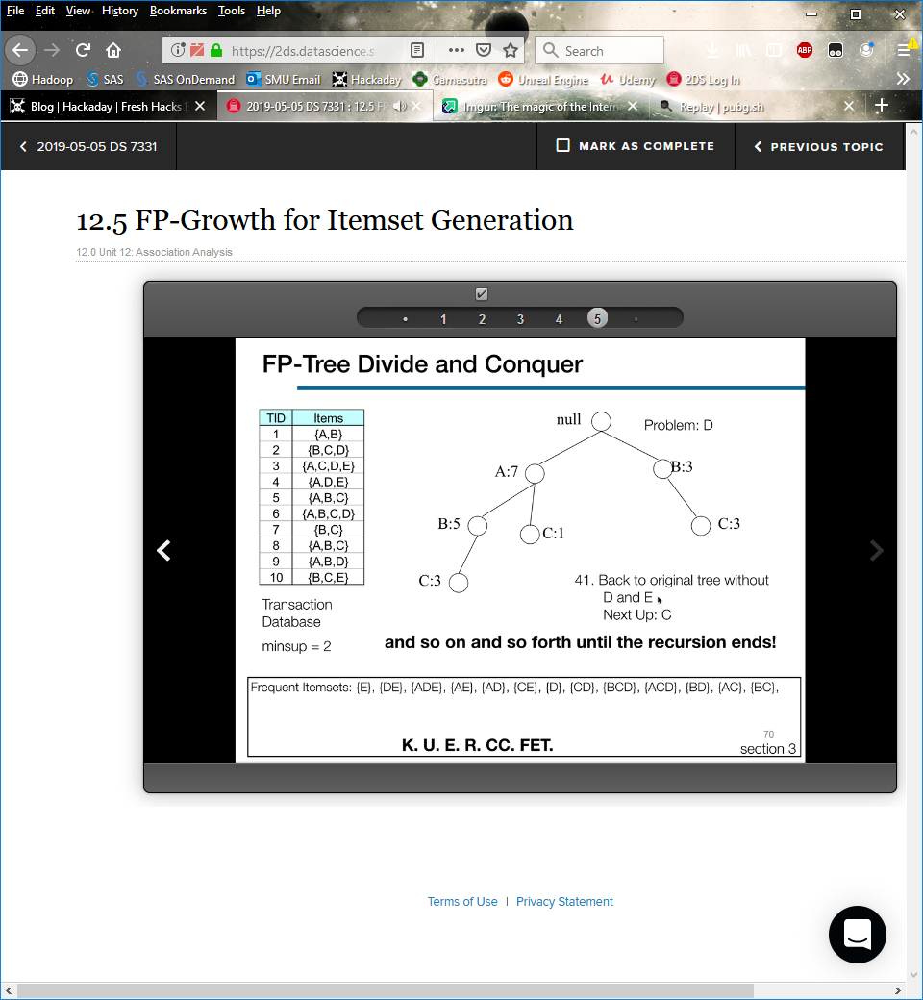 File Edit View History Bookmarks Tools Help
https://2ds.datascience.s
Search
ABP
Hadoop SAS SAS OnDemand SMU Email Hackaday Gamasutra Unreal Engine Udemy 2DS Log In
Blog | Hackaday | Fresh Hacks 2019-05-05 DS 7331 : 12.5 FP Imgur: The magic of the Intern Replay | pubg.sh
2019-05-05 DS 7331 MARK AS COMPLETE PREVIOUS TOPIC
12.5 FP-Growth for Itemset Generation
12.0 Unit 12: Association Analysis
1 2 3 4 5
FP-Tree Divide and Conquer
TID Items
1 {A,B}
2 {B,C,D}
3 {A,C,D,E}
4 {A,D,E}
5 {A,B,C}
6 {A,B,C,D}
7 {B,C}
8 {A,B,C}
9 {A,B,D}
10 {B,C,E}
Transaction
Database
minsup = 2
null
Problem: D
A:7
B:3
B:5
C:1
C:3
C:3
41. Back to original tree without
D and E
Next Up: C
and so on and so forth until the recursion ends!
Frequent Itemsets: {E}, {DE}, {ADE}, {AE}, {AD}, {CE}, {D}, {CD}, {BCD}, {ACD}, {BD}, {AC}, {BC},
K. U. E. R. CC. FET.
70
section 3
Terms of Use | Privacy Statement